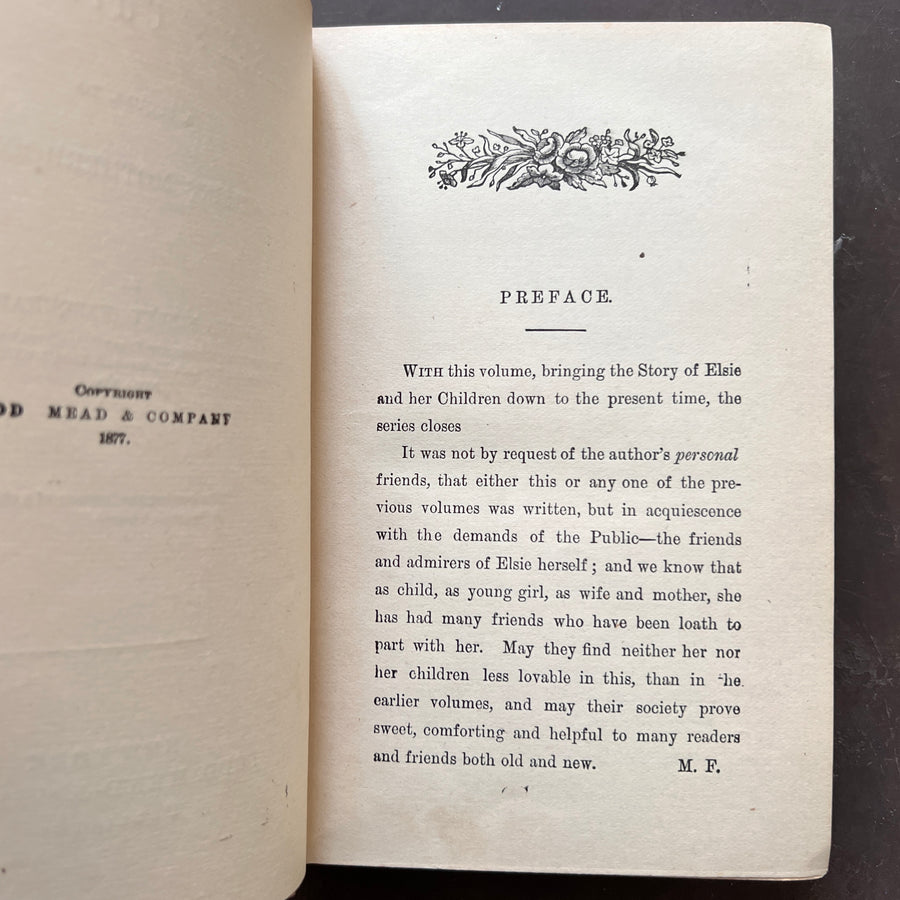 COPYRIGHT
MEAD & COMPANY
1877.
PREFACE.
WITH this volume, bringing the Story of Elsie
and her Children down to the present time, the
series closes
It was not by request of the author's personal
friends, that either this or any one of the pre-
vious volumes was written, but in acquiescence
with the demands of the Public—the friends
and admirers of Elsie herself; and we know that
as child, as young girl, as wife and mother, she
has had many friends who have been loath to
part with her. May they find neither her nor
her children less lovable in this, than in he
earlier volumes, and may their society prove
sweet, comforting and helpful to many readers
and friends both old and new. M. F.